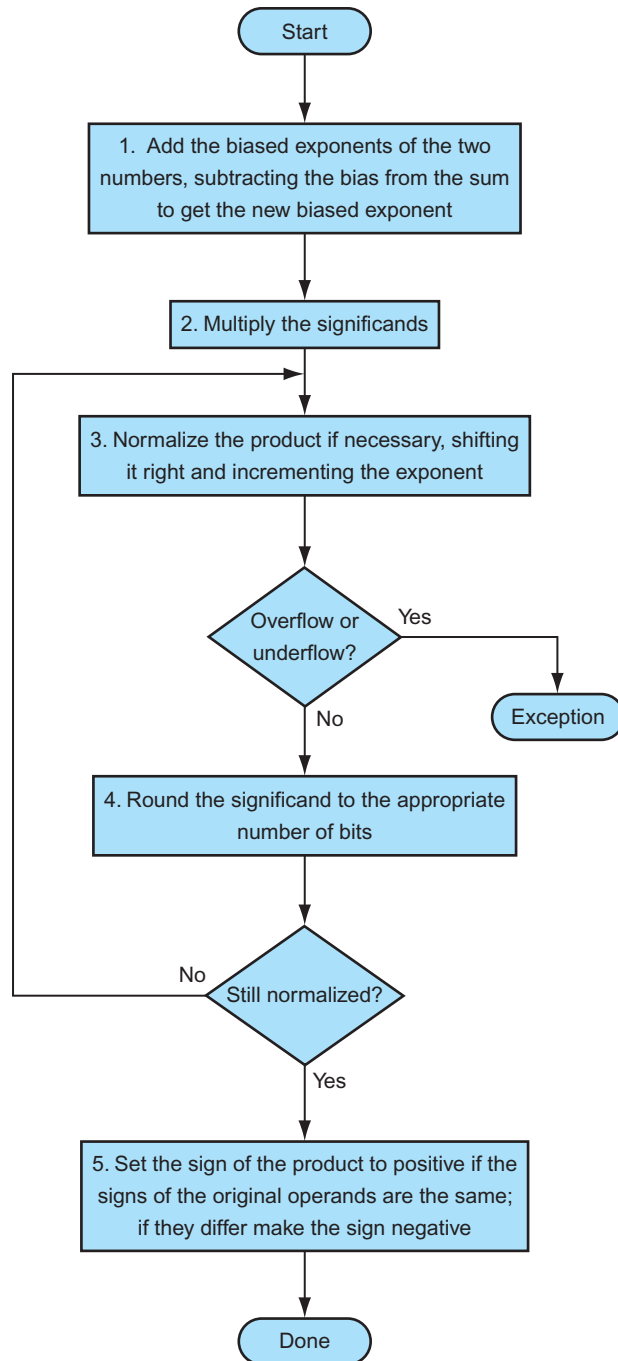 Start
1. Add the biased exponents of the two
numbers, subtracting the bias from the sum
to get the new biased exponent
2. Multiply the significands
3. Normalize the product if necessary, shifting
it right and incrementing the exponent
Overflow or
underflow?
Yes
No
Exception
4. Round the significand to the appropriate
number of bits
No
Still normalized?
Yes
5. Set the sign of the product to positive if the
signs of the original operands are the same;
if they differ make the sign negative
Done